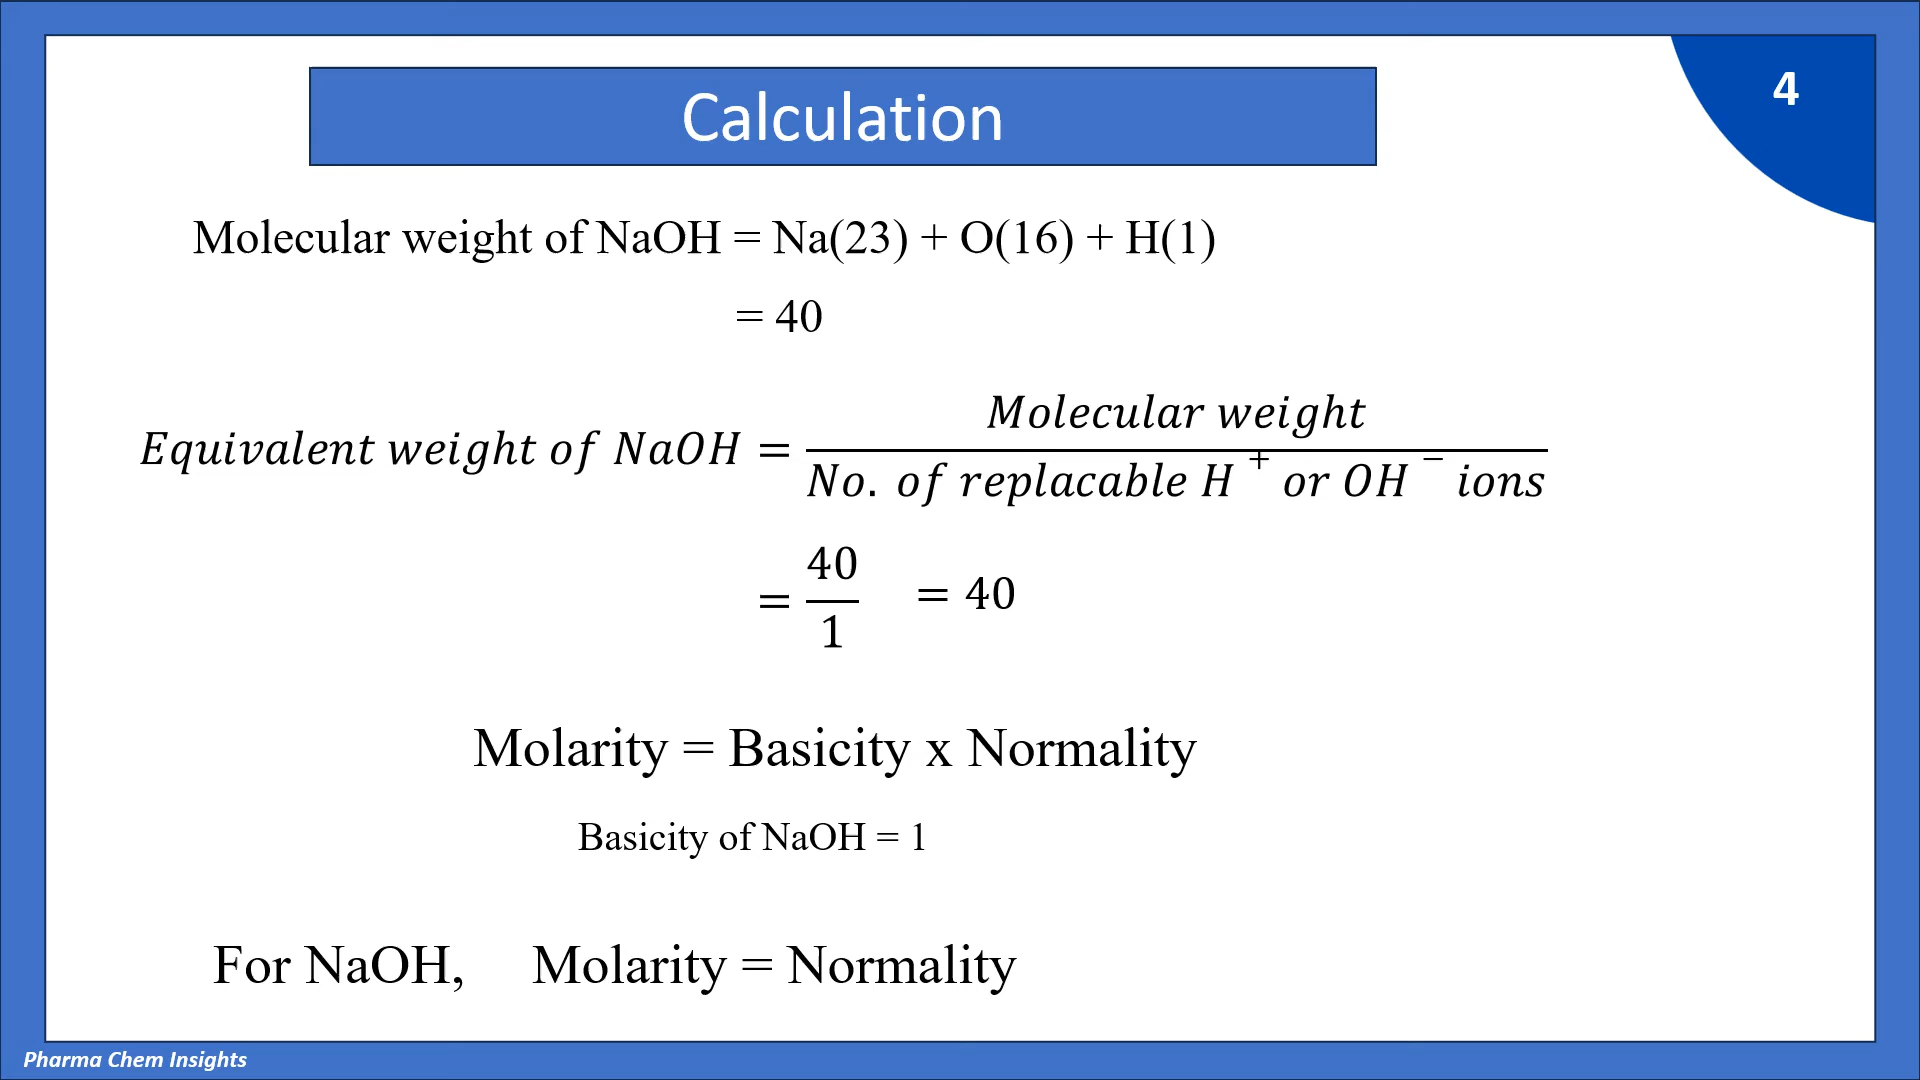 4
Calculation
Molecular weight of NaOH = Na(23) + O(16) + H(1)
= 40
Equivalent weight of NaOH = Molecular weight / No. of replacable H⁺ or OH⁻ ions
= 40/1 = 40
Molarity = Basicity x Normality
Basicity of NaOH = 1
For NaOH, Molarity = Normality
Pharma Chem Insights